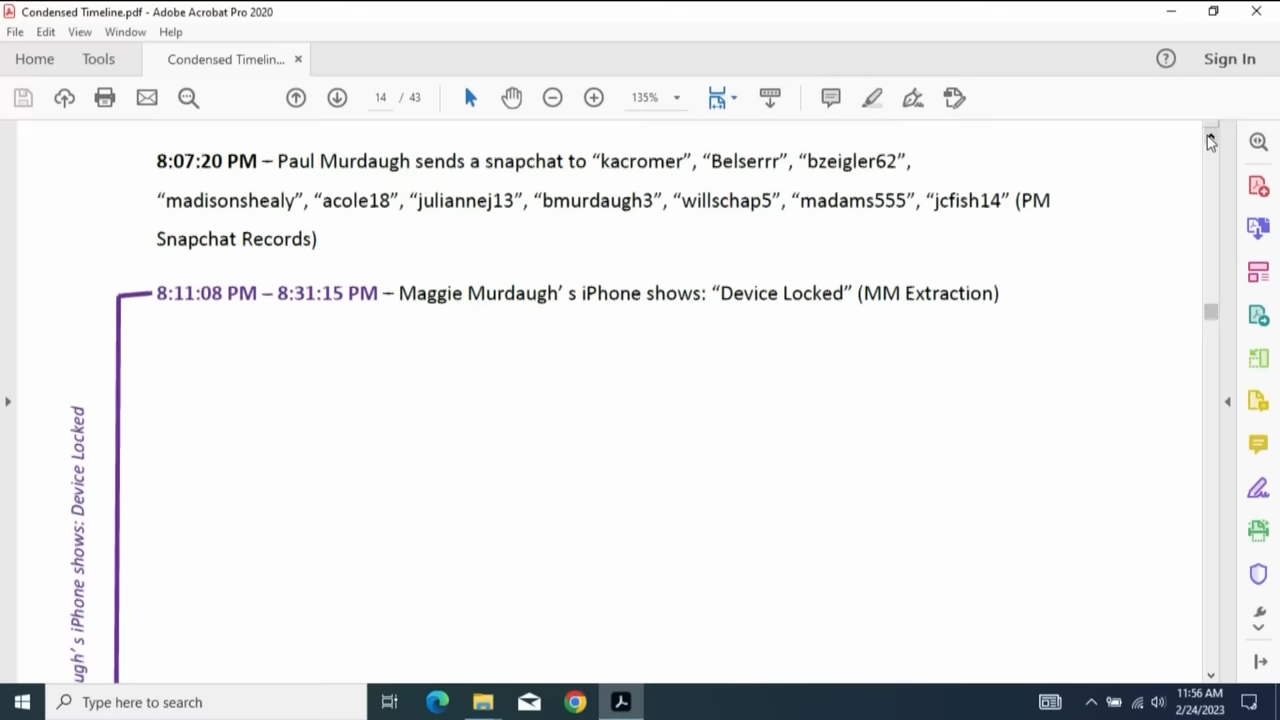 Condensed Timeline.pdf - Adobe Acrobat Pro 2020
File Edit View Window Help
Home Tools Condensed Timelin... ×
? Sign In
14 / 43 135%
8:07:20 PM – Paul Murdaugh sends a snapchat to “kacromer”, “Belserrr”, “bzeigler62”,
“madisonshealy”, “acole18”, “juliannej13”, “bmurdaugh3”, “willschap5”, “madams555”, “jcfish14” (PM
Snapchat Records)
8:11:08 PM – 8:31:15 PM – Maggie Murdaugh’ s iPhone shows: “Device Locked” (MM Extraction)
ugh’ s iPhone shows: Device Locked
Type here to search
11:56 AM
2/24/2023